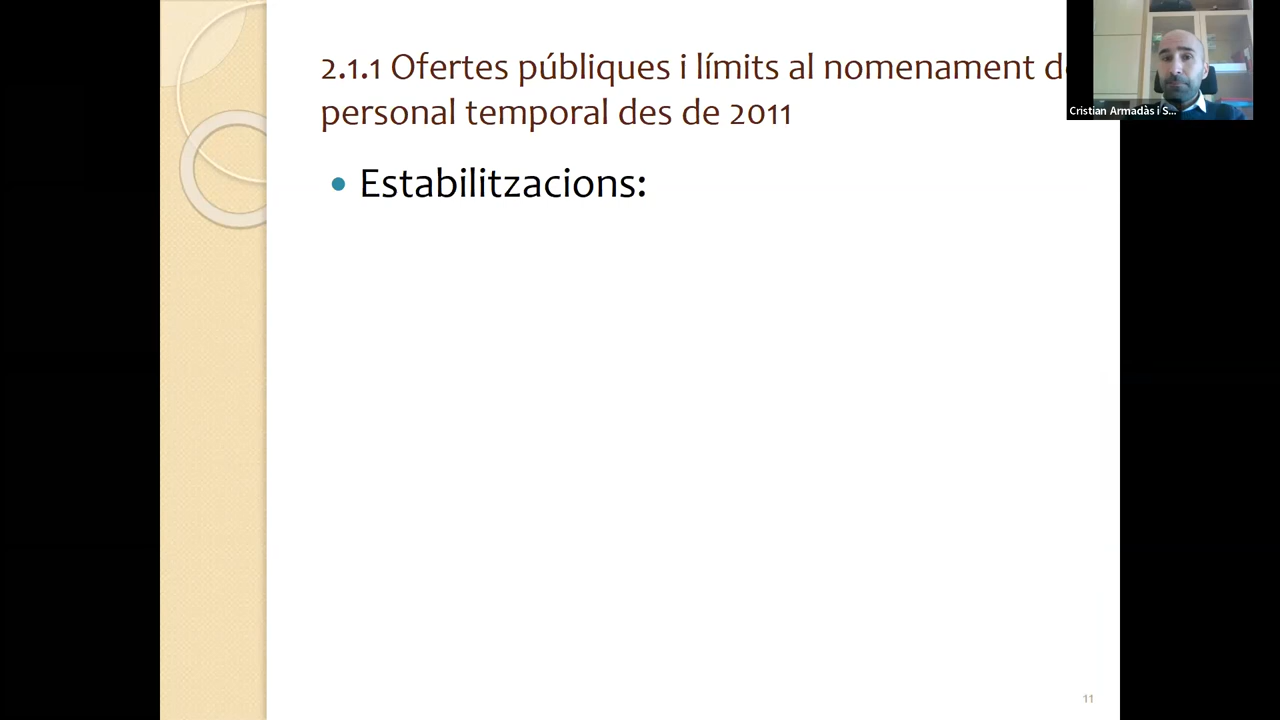 2.1.1 Ofertes públiques i límits al nomenament de
personal temporal des de 2011
Cristian Armadàs i S...
• Estabilitzacions:
11